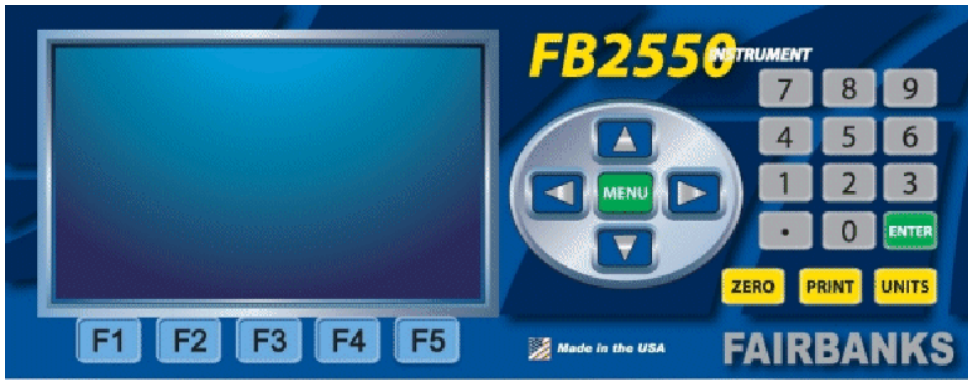 FB2550 INSTRUMENT
7 8 9
4 5 6
MENU
1 2 3
. 0 ENTER
ZERO PRINT UNITS
F1 F2 F3 F4 F5
Made in the USA
FAIRBANKS